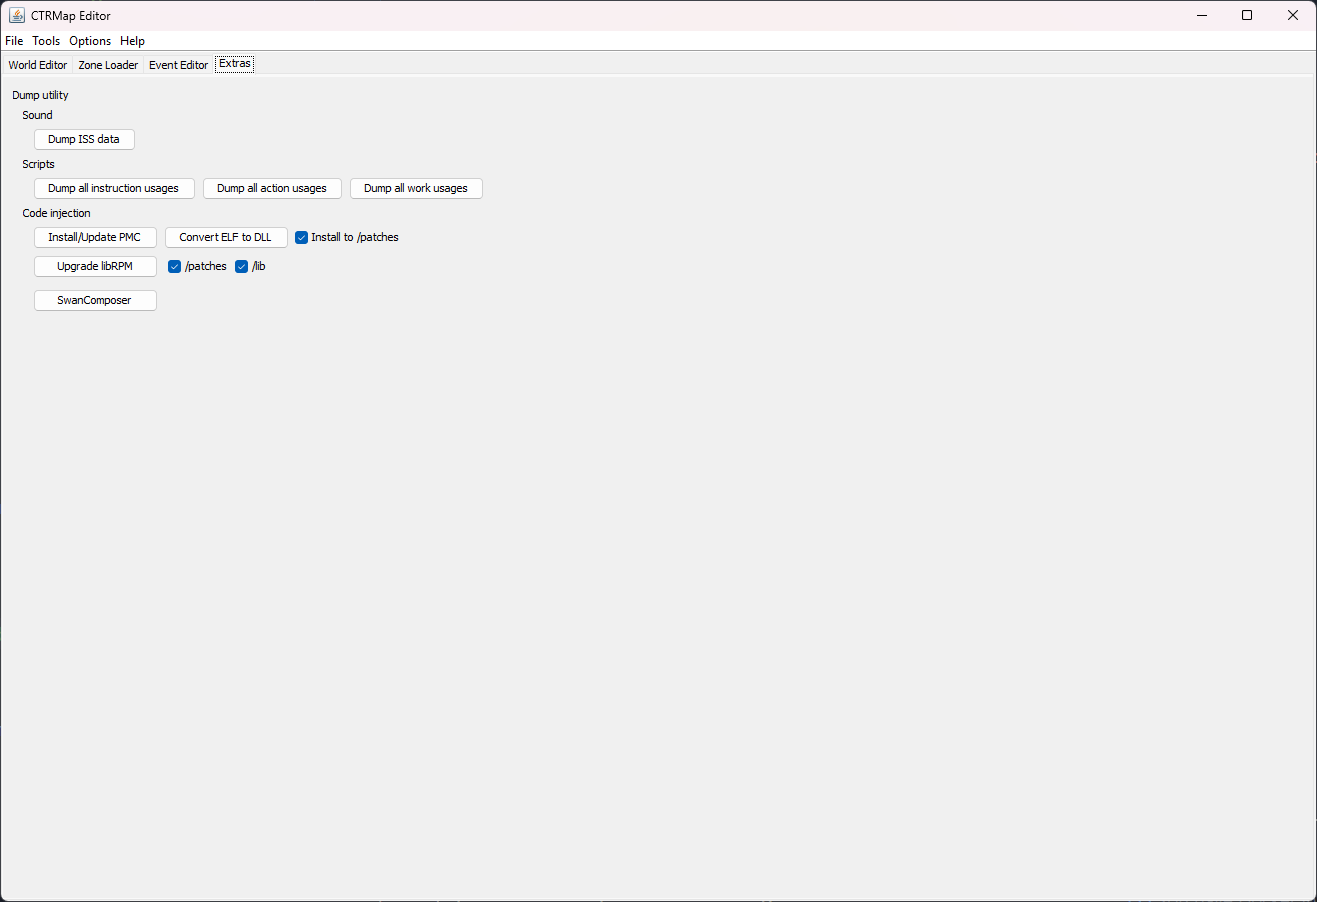 CTRMap Editor
File Tools Options Help
World Editor Zone Loader Event Editor Extras
Dump utility
Sound
Dump ISS data
Scripts
Dump all instruction usages Dump all action usages Dump all work usages
Code injection
Install/Update PMC Convert ELF to DLL Install to /patches
Upgrade libRPM /patches /lib
SwanComposer